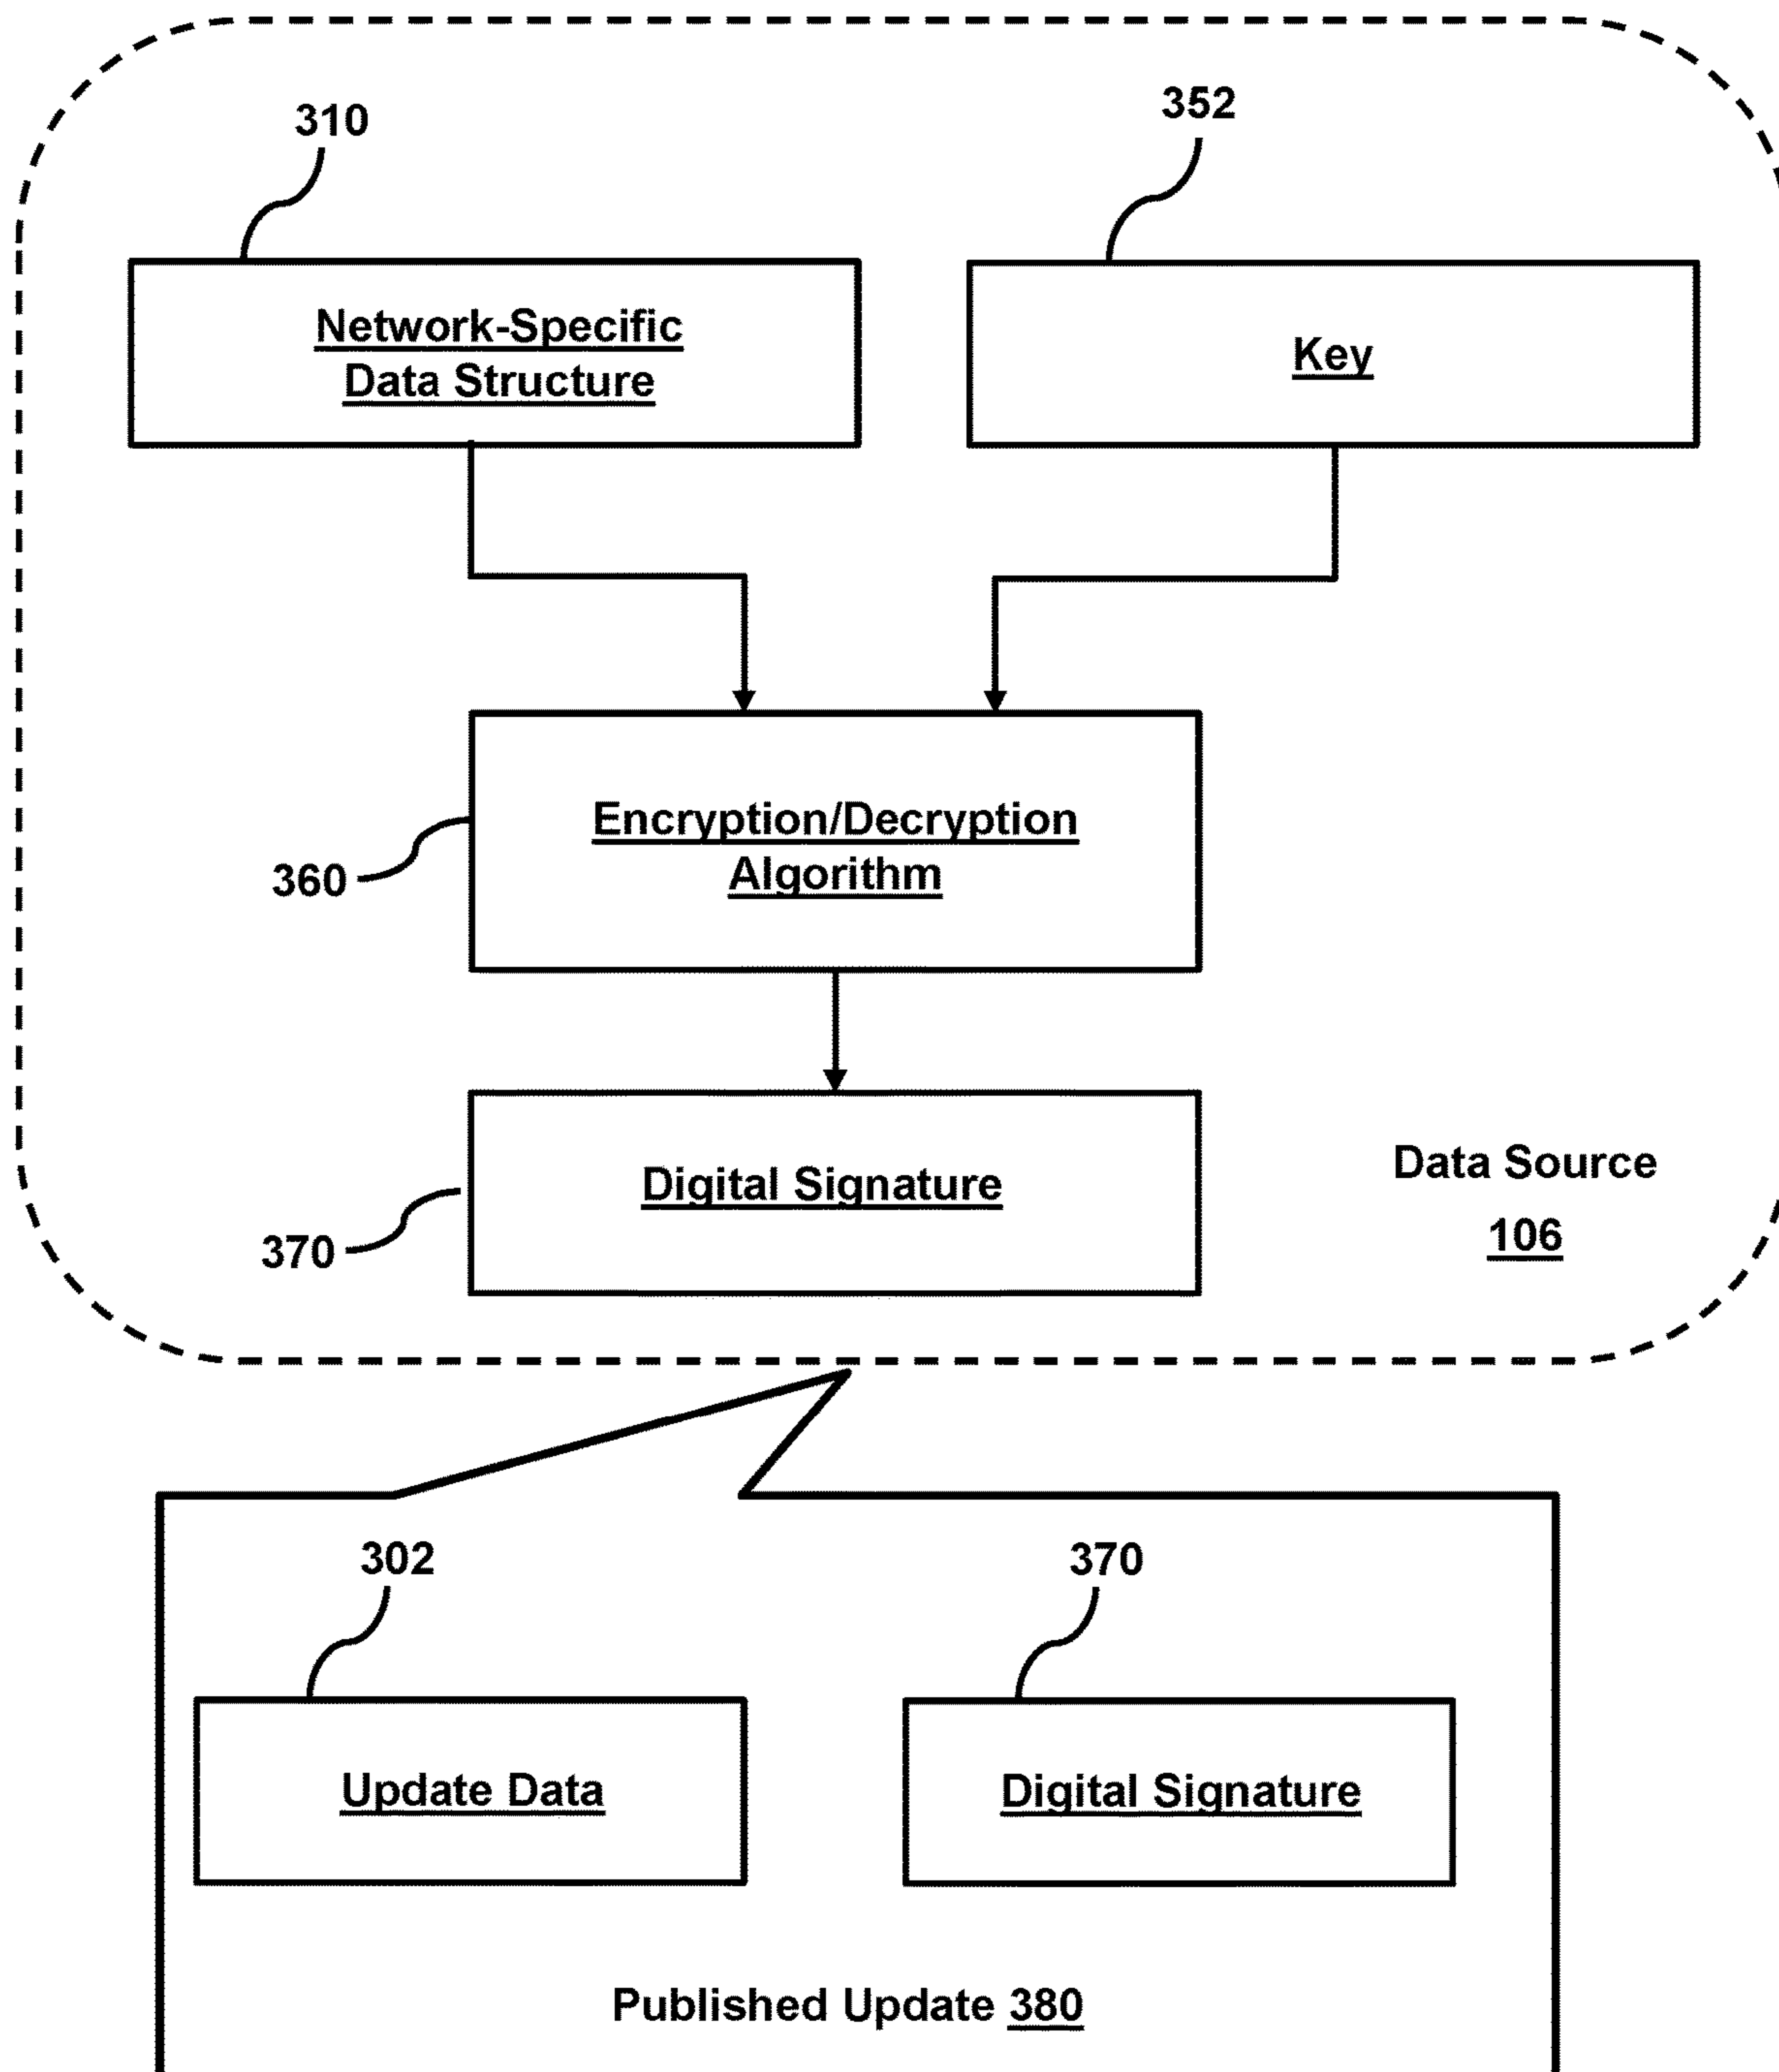 310
352
Network-Specific
Data Structure
Key
Encryption/Decryption
Algorithm
360
Digital Signature
370
Data Source
106
302
370
Update Data
Digital Signature
Published Update 380